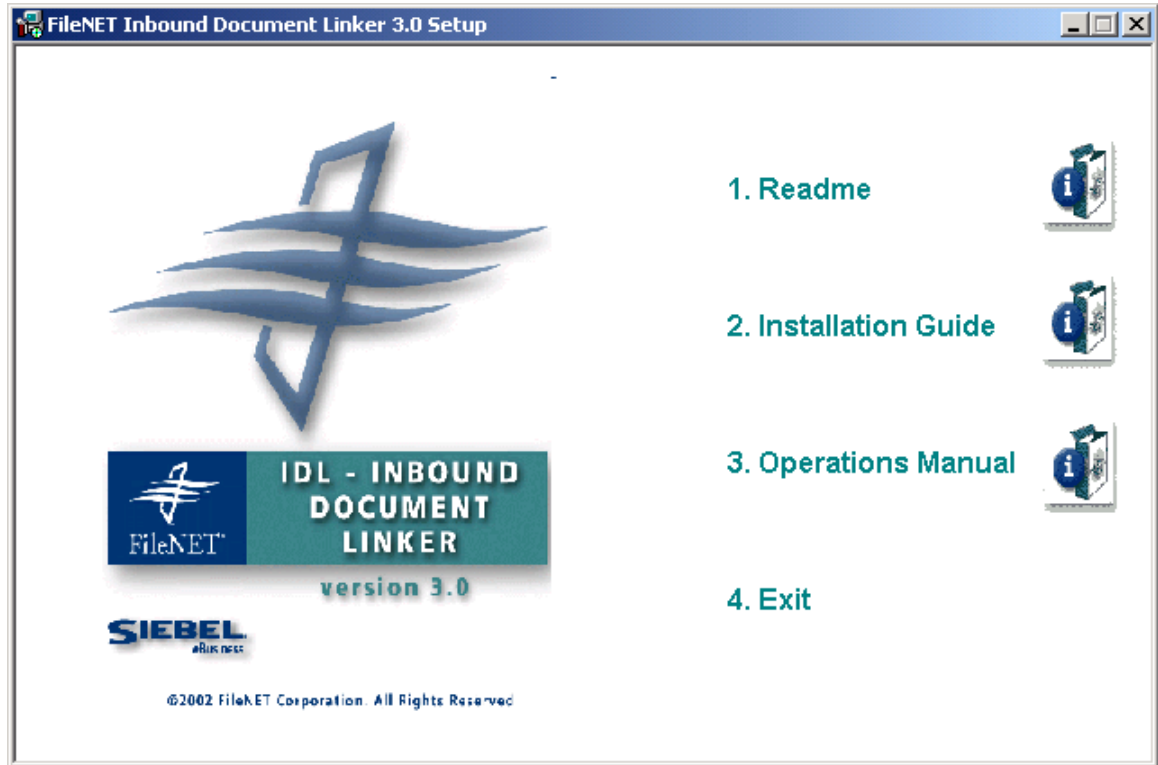 FileNET Inbound Document Linker 3.0 Setup
1. Readme
2. Installation Guide
3. Operations Manual
4. Exit
FileNET
IDL - INBOUND
DOCUMENT
LINKER
version 3.0
SIEBEL.
eBusiness
©2002 FileNET Corporation. All Rights Reserved